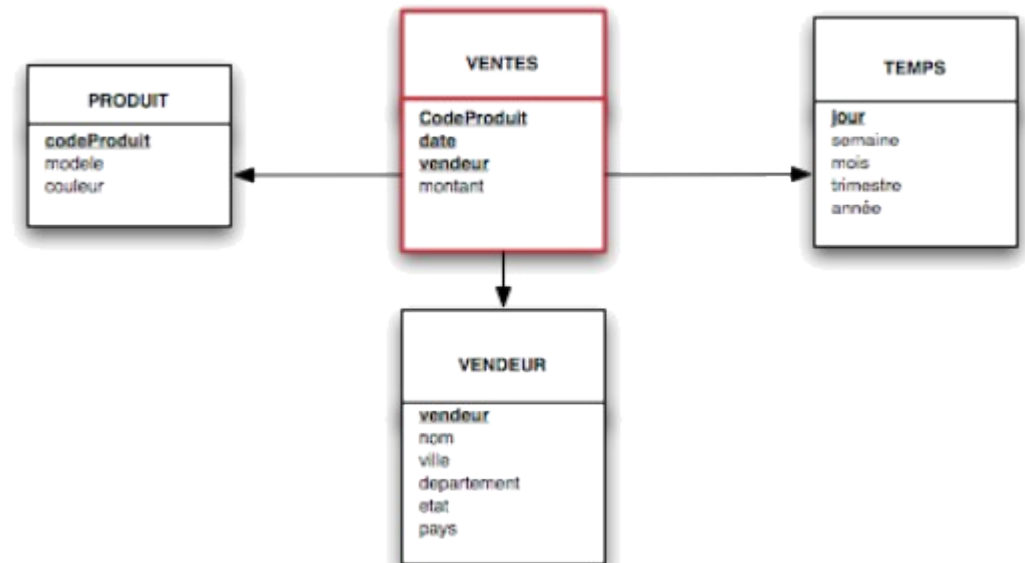 PRODUIT
codeProduit
modele
couleur
VENTES
CodeProduit
date
vendeur
montant
TEMPS
jour
semaine
mois
trimestre
année
VENDEUR
vendeur
nom
ville
departement
etat
pays